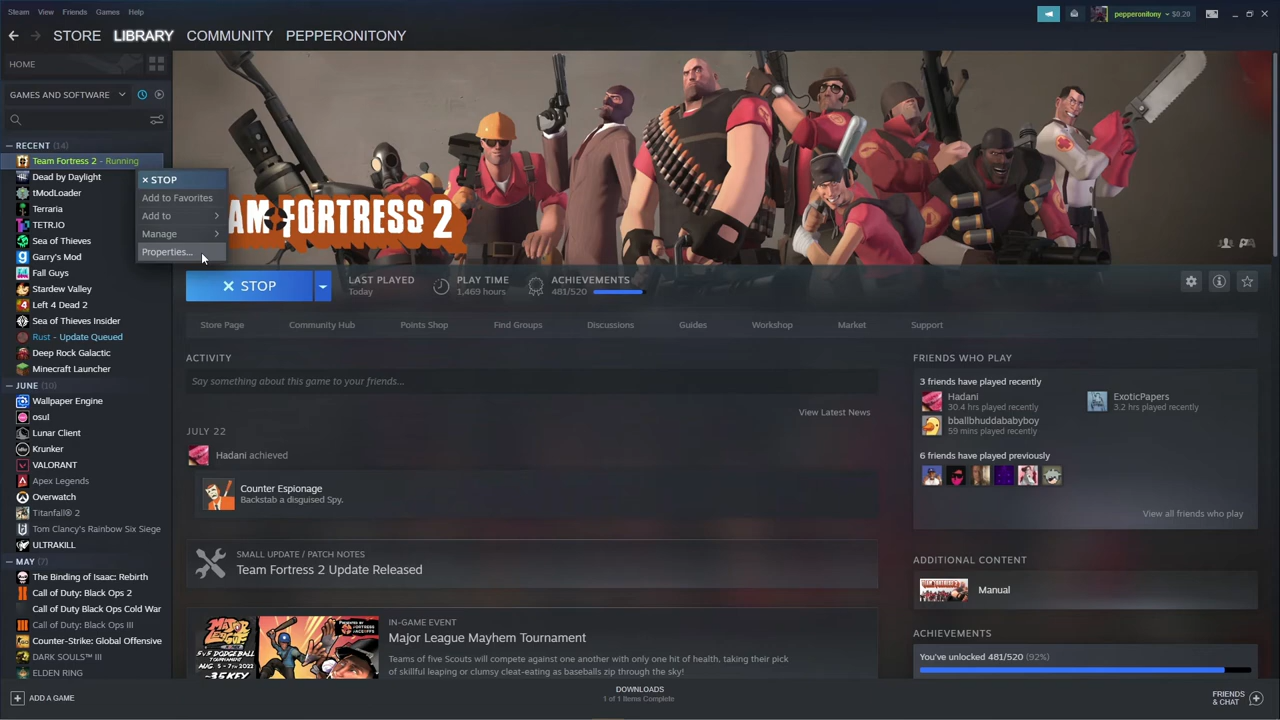 Steam View Friends Games Help
pepperonitony $0.20
STORE LIBRARY COMMUNITY PEPPERONITONY
HOME
GAMES AND SOFTWARE
RECENT (14)
Team Fortress 2 - Running
Dead by Daylight
tModLoader
Terraria
TETR.IO
Sea of Thieves
Garry's Mod
Fall Guys
Stardew Valley
Left 4 Dead 2
Sea of Thieves Insider
Rust - Update Queued
Deep Rock Galactic
Minecraft Launcher
JUNE (10)
Wallpaper Engine
osu!
Lunar Client
Krunker
VALORANT
Apex Legends
Overwatch
Titanfall® 2
Tom Clancy's Rainbow Six Siege
ULTRAKILL
MAY (7)
The Binding of Isaac: Rebirth
Call of Duty: Black Ops 2
Call of Duty Black Ops Cold War
Call of Duty: Black Ops III
Counter-Strike: Global Offensive
DARK SOULS™ III
ELDEN RING
× STOP
Add to Favorites
Add to
Manage
Properties...
AM FORTRESS 2
× STOP
LAST PLAYED
Today
PLAY TIME
1,469 hours
ACHIEVEMENTS
481/520
Store Page Community Hub Points Shop Find Groups Discussions Guides Workshop Market Support
ACTIVITY
Say something about this game to your friends...
View Latest News
JULY 22
Hadani achieved
Counter Espionage
Backstab a disguised Spy.
SMALL UPDATE / PATCH NOTES
Team Fortress 2 Update Released
IN-GAME EVENT
Major League Mayhem Tournament
Teams of five Scouts will compete against one another with only one hit of health, taking their pick
of skillful leaping or clumsy cleat-eating as baseballs zip through the sky!
MAJOR
LEAGUE
MAYHEM
5V5 DODGEBALL
TOURNAMENT
FRIENDS WHO PLAY
3 friends have played recently
Hadani
30.4 hrs played recently
ExoticPapers
3.2 hrs played recently
bballbhuddababyboy
59 mins played recently
6 friends have played previously
View all friends who play
ADDITIONAL CONTENT
Manual
ACHIEVEMENTS
You've unlocked 481/520 (92%)
ADD A GAME
DOWNLOADS
1 of 1 Items Complete
FRIENDS
& CHAT